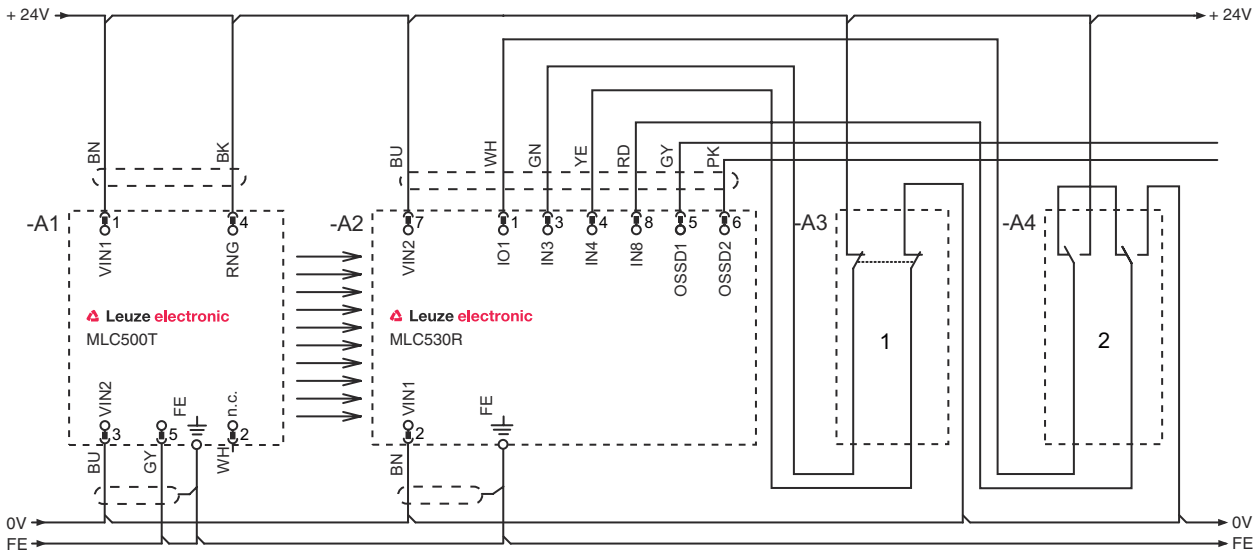 + 24V
+ 24V
BN
BK
BU
WH
GN
YE
RD
GY
PK
-A1
1
4
-A2
7
1
3
4
8
5
6
-A3
-A4
VIN1
RNG
VIN2
IO1
IN3
IN4
IN8
OSSD1
OSSD2
Leuze electronic
MLC500T
Leuze electronic
MLC530R
1
2
VIN2
FE
n.c.
VIN1
FE
3
5
2
2
BU
GY
WH
BN
0V
0V
FE
FE